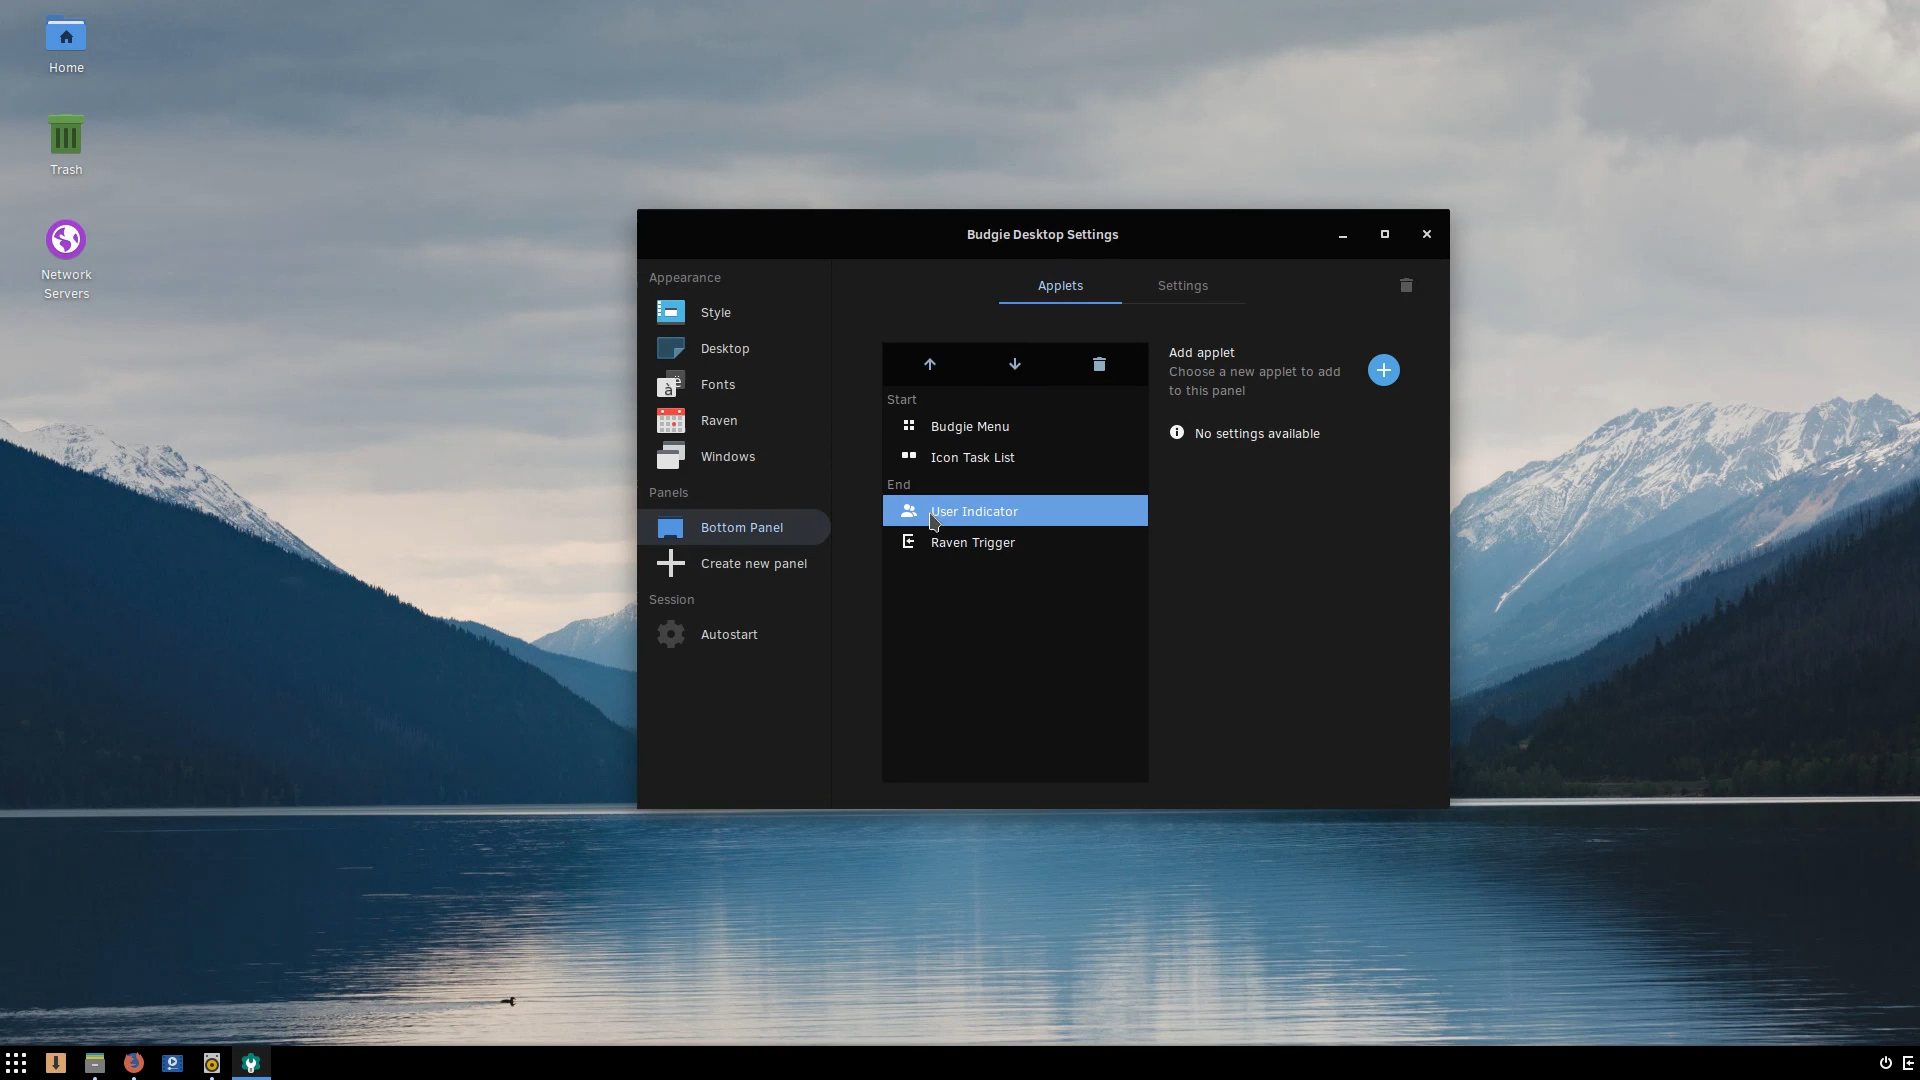 Home
Trash
Network
Servers
Budgie Desktop Settings
Appearance
Style
Desktop
Fonts
Raven
Windows
Panels
Bottom Panel
Create new panel
Session
Autostart
Applets
Settings
Start
Budgie Menu
Icon Task List
End
User Indicator
Raven Trigger
Add applet
Choose a new applet to add
to this panel
No settings available